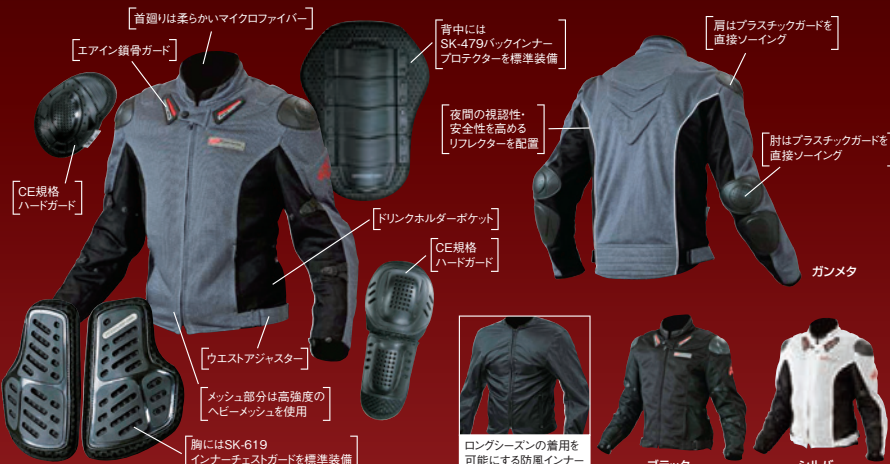 首廻りは柔らかいマイクロファイバー
エアイン鎖骨ガード
背中には
SK-479バックインナー
プロテクターを標準装備
肩はプラスチックガードを
直接ソーイング
夜間の視認性・
安全性を高める
リフレクターを配置
肘はプラスチックガードを
直接ソーイング
CE規格
ハードガード
ドリンクホルダーポケット
CE規格
ハードガード
ガンメタ
ウエストアジャスター
メッシュ部分は高強度の
ヘビーメッシュを使用
胸にはSK-619
インナーチェストガードを標準装備
ロングシーズンの着用を
可能にする防風インナー
ブラック
シルバー